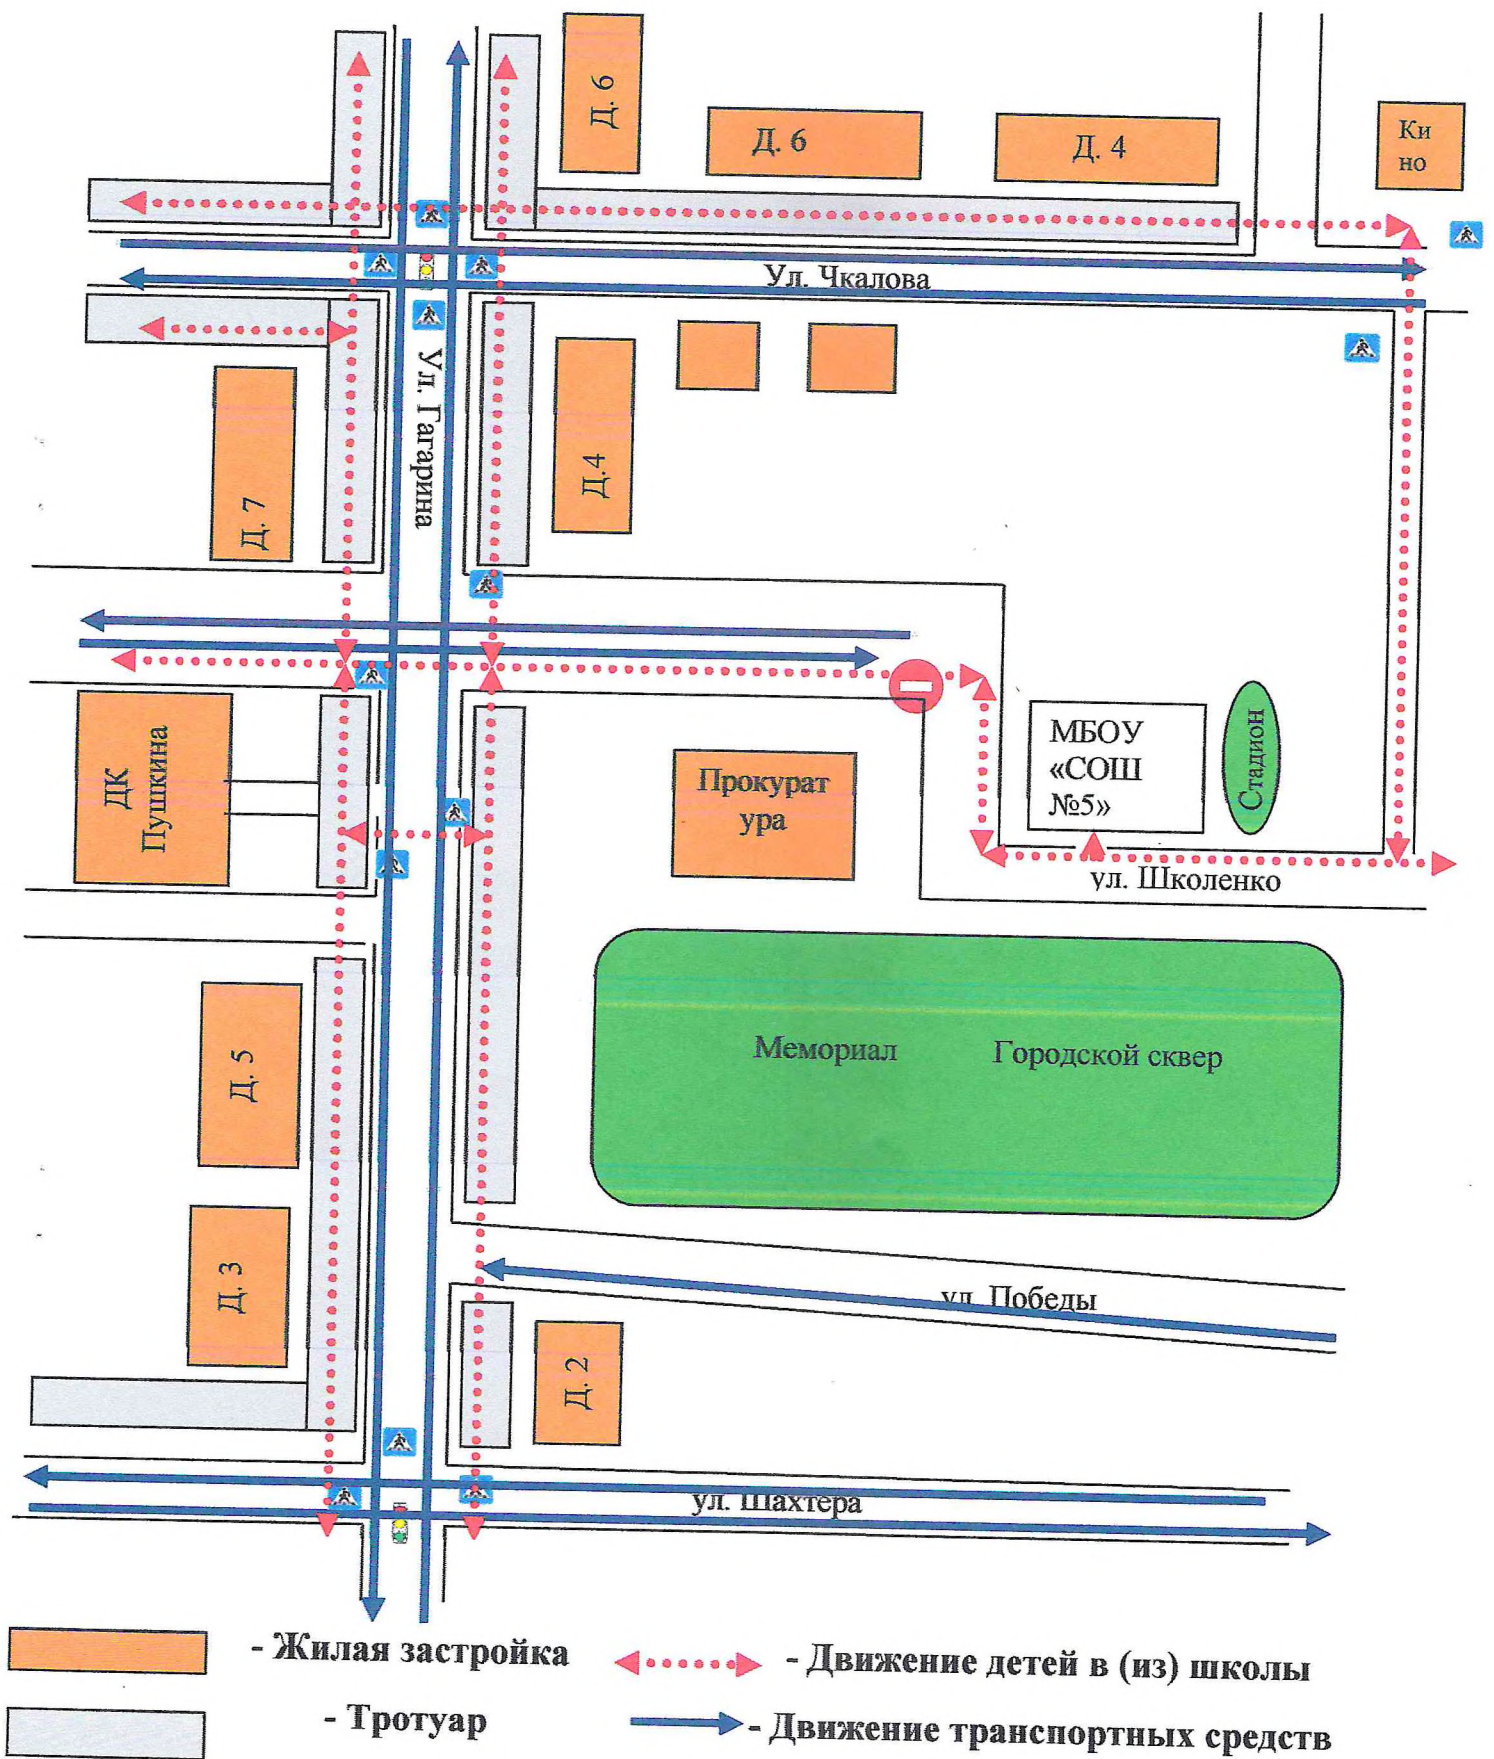 Д. 6
Д. 6
Д. 4
Ки
но
Ул. Чкалова
Ул. Гагарина
Д. 7
Д.4
ДК
Пушкина
Прокурат
ура
МБОУ
«СОШ
№5»
Стадион
ул. Школенко
Мемориал
Городской сквер
Д. 5
Д. 3
ул. Победы
Д. 2
ул. Шахтера
- Жилая застройка
- Движение детей в (из) школы
- Тротуар
- Движение транспортных средств